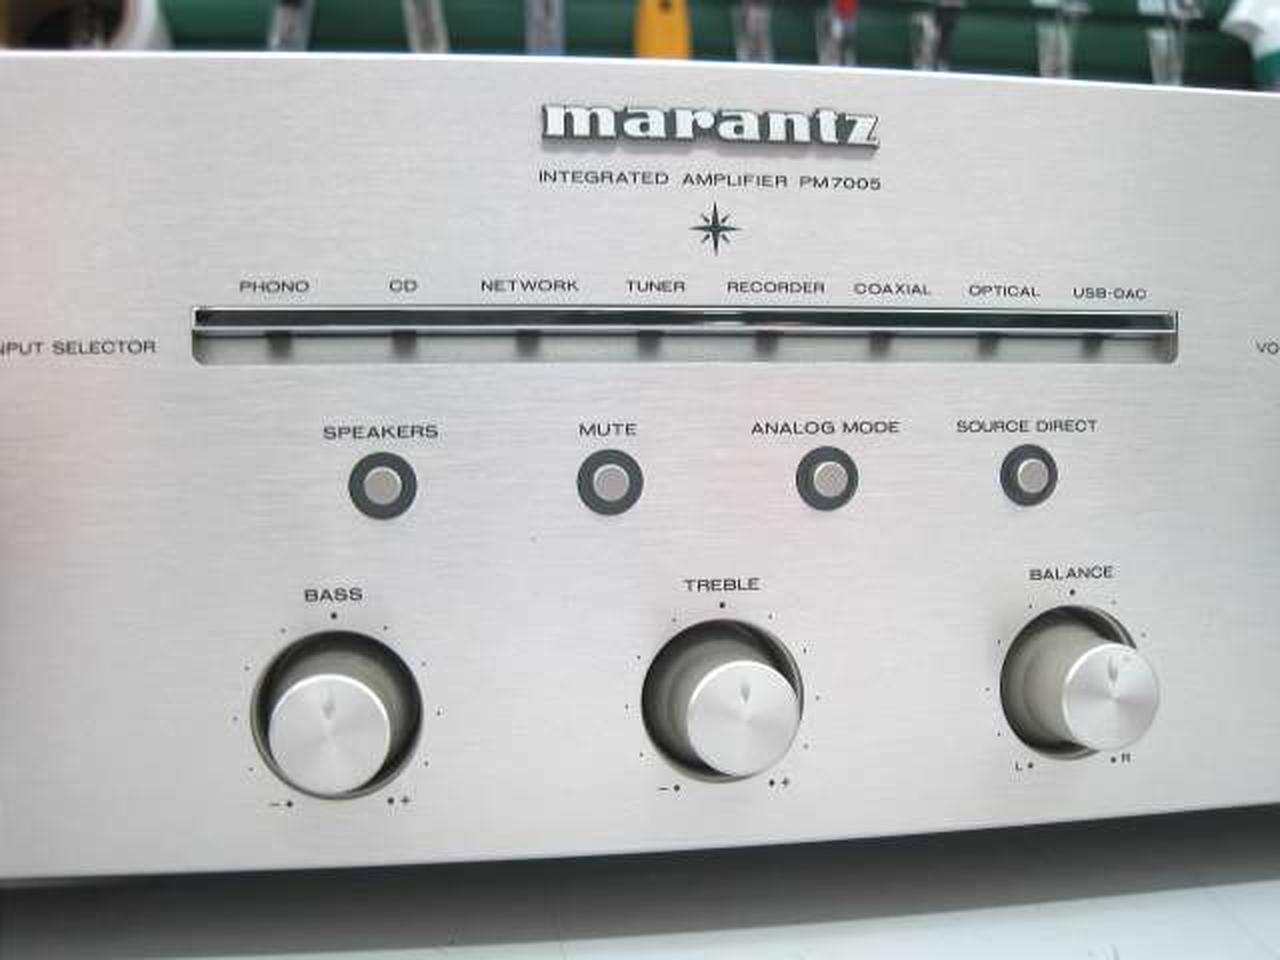 marantz
INTEGRATED AMPLIFIER PM7005
PHONO CD NETWORK TUNER RECORDER COAXIAL OPTICAL USB-DAC
NPUT SELECTOR
VO
SPEAKERS MUTE ANALOG MODE SOURCE DIRECT
BASS TREBLE BALANCE
- + - + L R